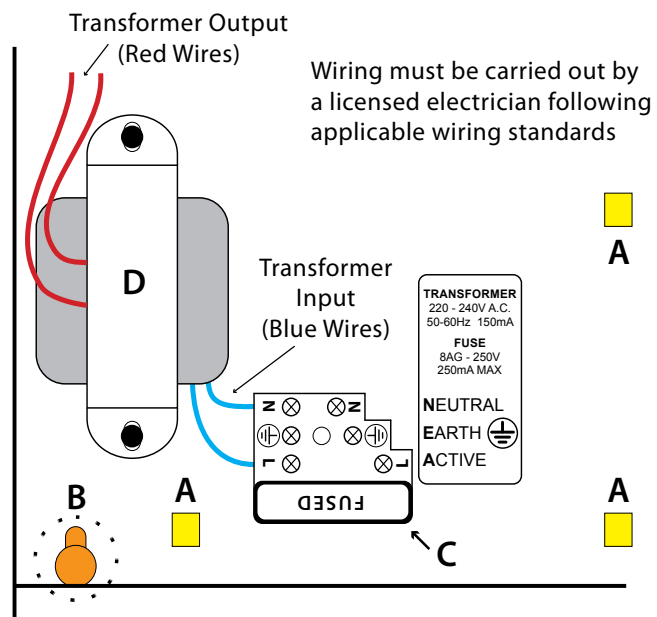 Transformer Output
(Red Wires)
Wiring must be carried out by
a licensed electrician following
applicable wiring standards
A
D
Transformer
Input
(Blue Wires)
TRANSFORMER
220 - 240V A.C.
50-60Hz 150mA
FUSE
8AG - 250V
250mA MAX
NEUTRAL
EARTH
ACTIVE
N N
L L
FUSED
B
A
C
A